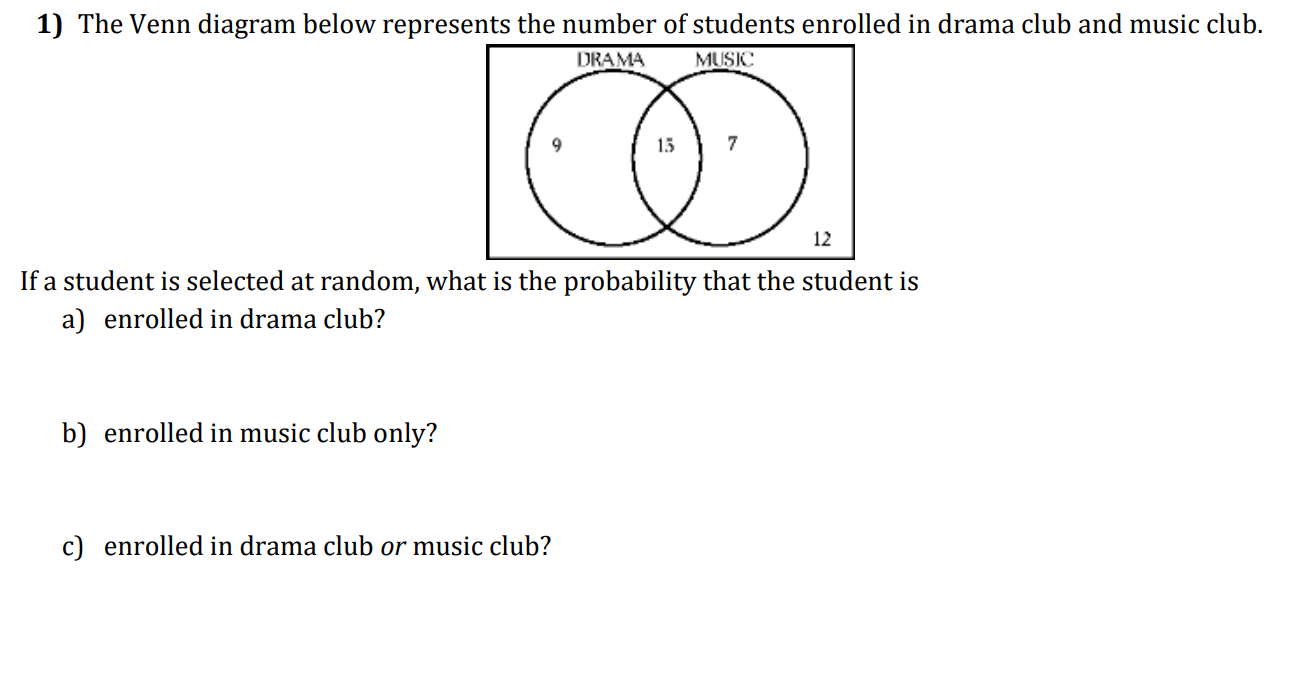 1) The Venn diagram below represents the number of students enrolled in drama club and music club.
DRAMA MUSIC
9 15 7
12
If a student is selected at random, what is the probability that the student is
a) enrolled in drama club?
b) enrolled in music club only?
c) enrolled in drama club or music club?